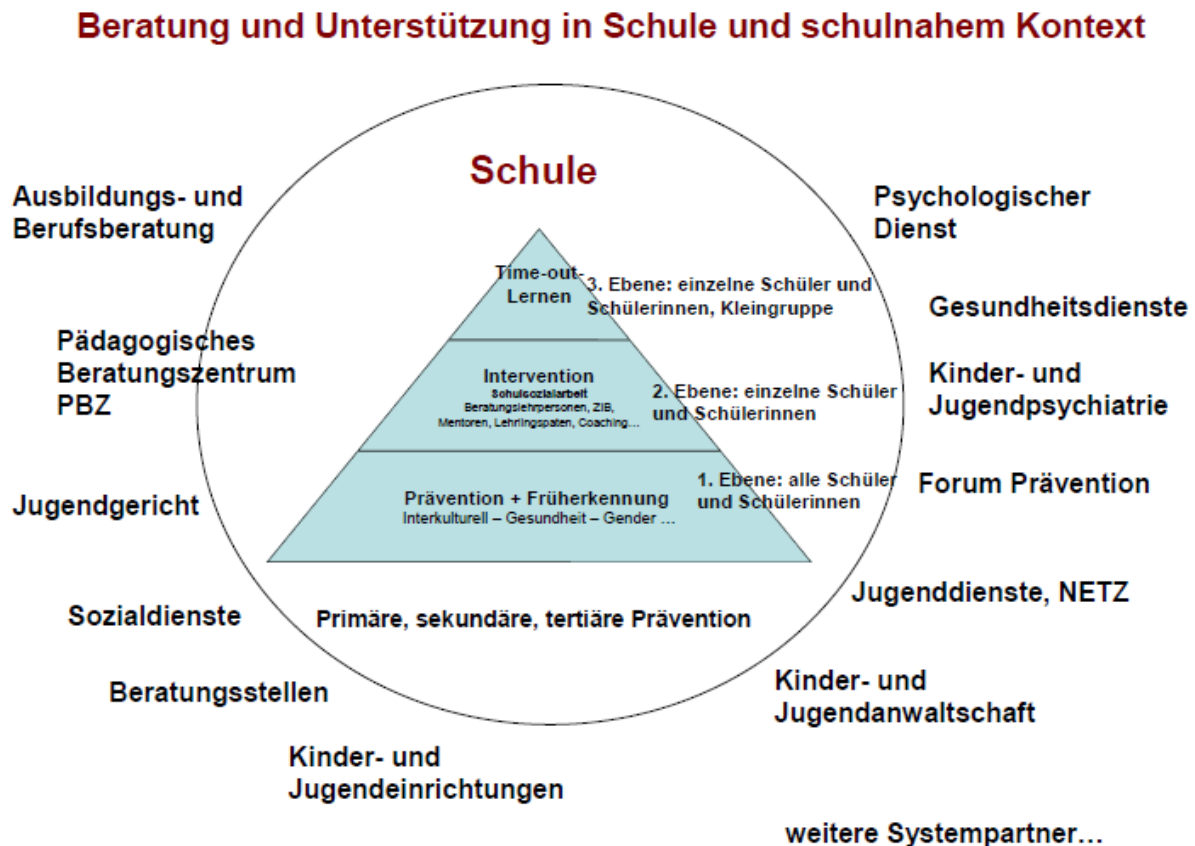 Beratung und Unterstützung in Schule und schulnahem Kontext
Schule
Ausbildungs- und
Berufsberatung
Psychologischer
Dienst
Time-out-
Lernen
3. Ebene: einzelne Schüler und
Schülerinnen, Kleingruppe
Gesundheitsdienste
Pädagogisches
Beratungszentrum
PBZ
Intervention
Schulsozialarbeit
Beratungslehrpersonen, ZIB,
Mentoren, Lehrlingspaten, Coaching…
2. Ebene: einzelne Schüler
und Schülerinnen
Kinder- und
Jugendpsychiatrie
Jugendgericht
Prävention + Früherkennung
Interkulturell – Gesundheit – Gender …
1. Ebene: alle Schüler
und Schülerinnen
Forum Prävention
Jugenddienste, NETZ
Sozialdienste
Primäre, sekundäre, tertiäre Prävention
Beratungsstellen
Kinder- und
Jugendanwaltschaft
Kinder- und
Jugendeinrichtungen
weitere Systempartner…